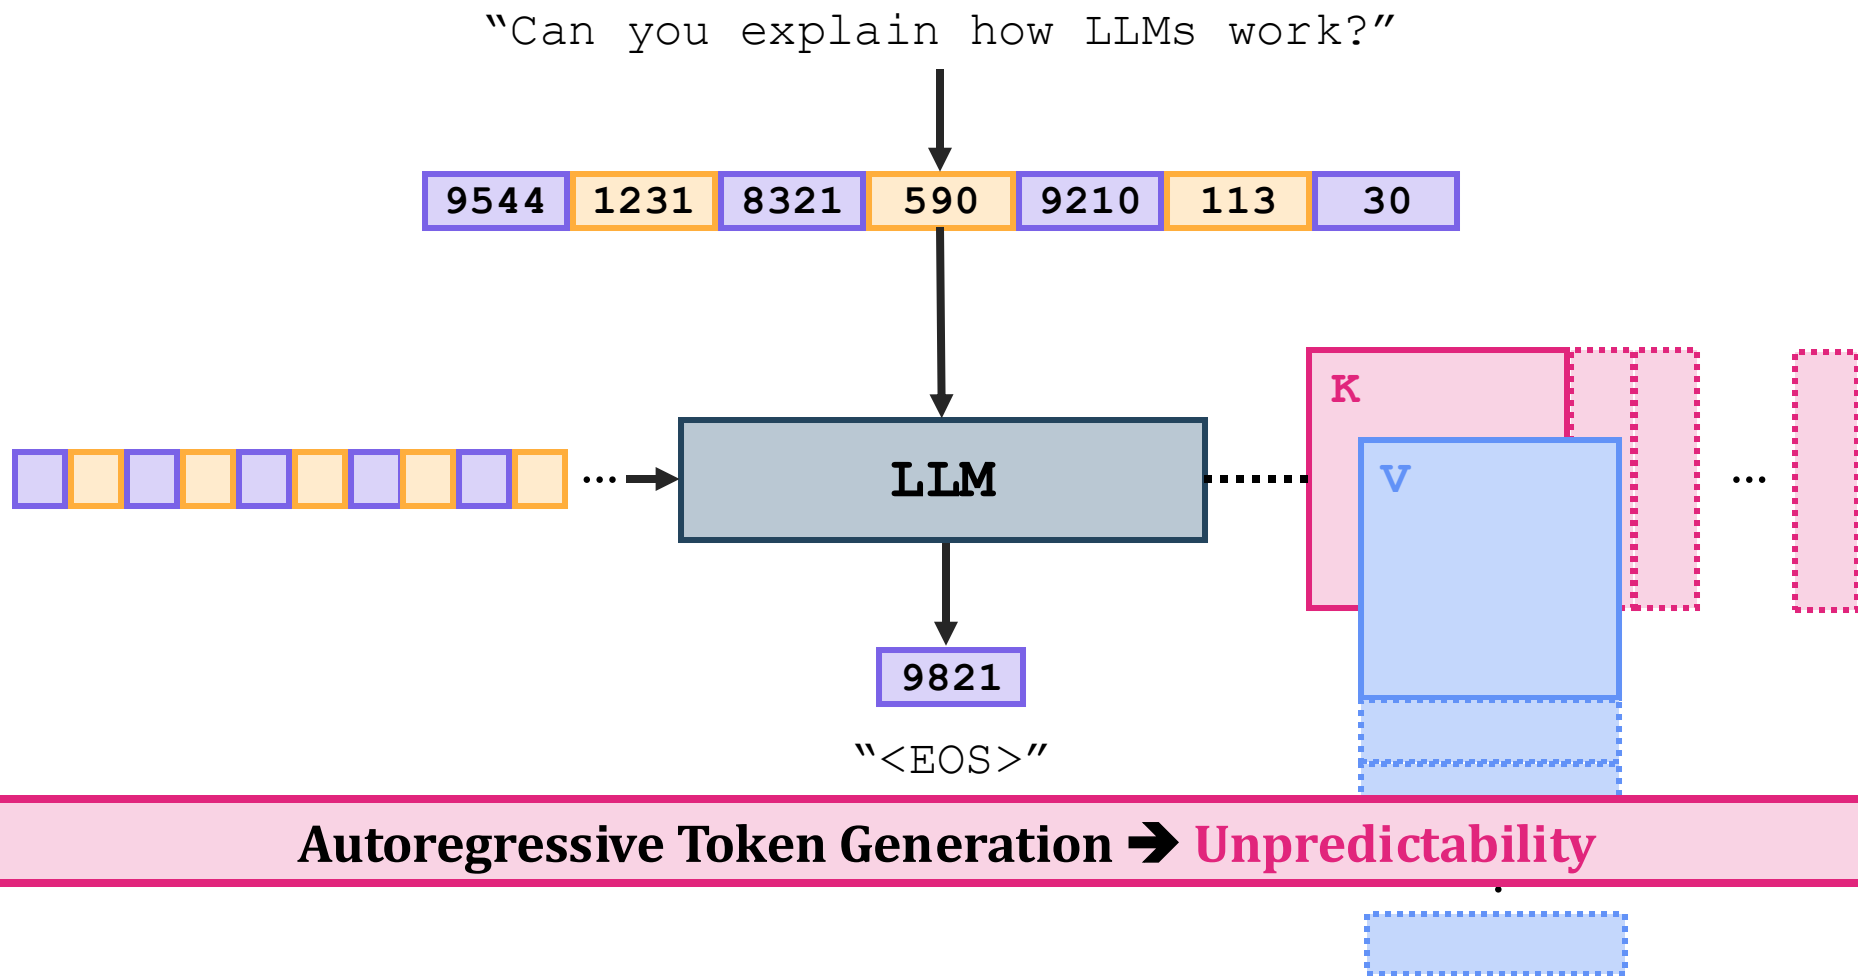 “Can you explain how LLMs work?”
9544 1231 8321 590 9210 113 30
K
V
... LLM ...
9821
“<EOS>”
Autoregressive Token Generation ➔ Unpredictability